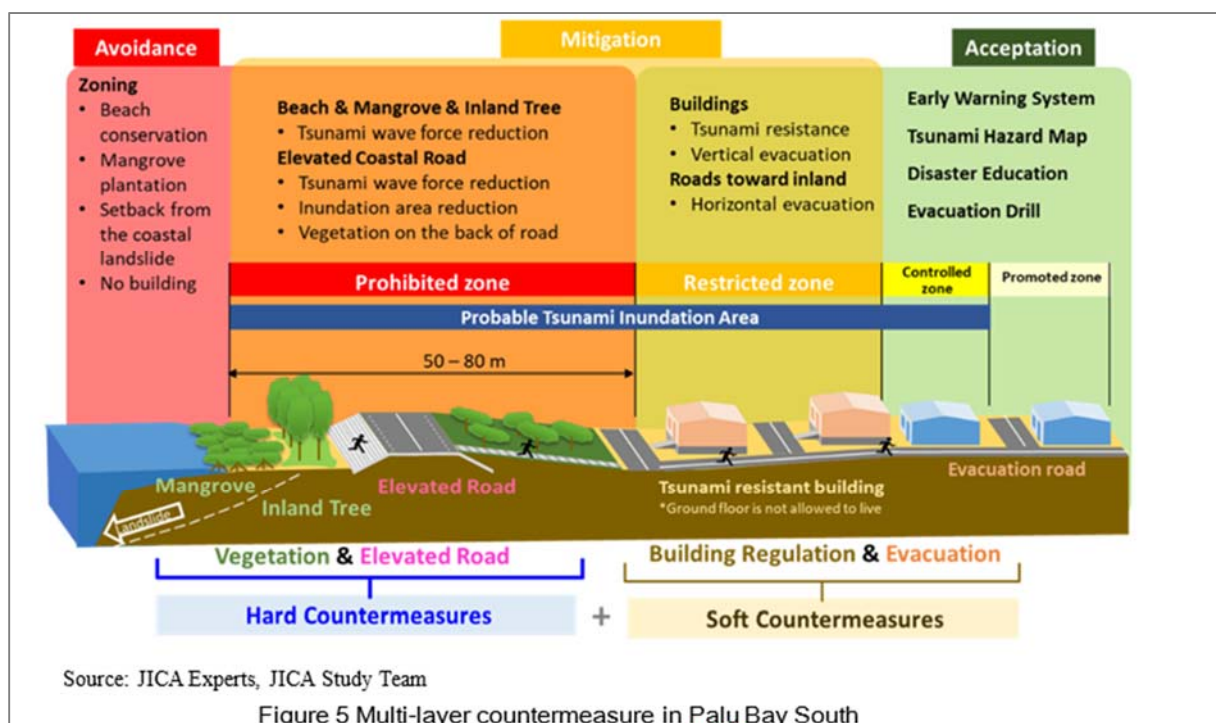 Avoidance
Mitigation
Acceptation
Zoning
• Beach
conservation
• Mangrove
plantation
• Setback from
the coastal
landslide
• No building
Beach & Mangrove & Inland Tree
• Tsunami wave force reduction
Elevated Coastal Road
• Tsunami wave force reduction
• Inundation area reduction
• Vegetation on the back of road
Buildings
• Tsunami resistance
• Vertical evacuation
Roads toward inland
• Horizontal evacuation
Early Warning System
Tsunami Hazard Map
Disaster Education
Evacuation Drill
Prohibited zone
Restricted zone
Controlled
zone
Promoted zone
Probable Tsunami Inundation Area
50 – 80 m
Mangrove
Inland Tree
Elevated Road
landslide
Tsunami resistant building
*Ground floor is not allowed to live
Evacuation road
Vegetation & Elevated Road
Building Regulation & Evacuation
Hard Countermeasures
+
Soft Countermeasures
Source: JICA Experts, JICA Study Team
Figure 5 Multi-layer countermeasure in Palu Bay South